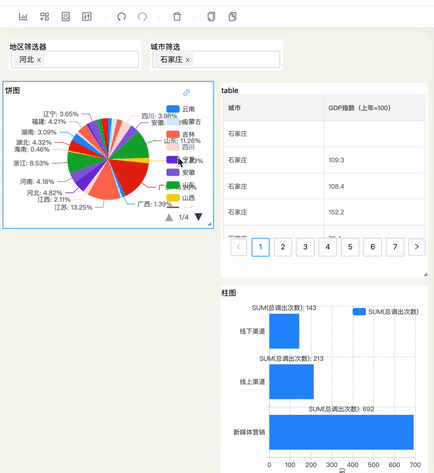 地区筛选器
城市筛选
河北 ×
石家庄 ×
饼图
辽宁: 3.65%
福建: 4.21%
湖南: 3.09%
湖北: 4.32%
海南: 0.46%
浙江: 8.53%
河南: 4.18%
河北: 4.82%
江西: 2.11%
江苏: 13.25%
广西: 1.39%
山东: 11.26%
四川: 3.98%
云南
内蒙古
吉林
四川
宁夏
安徽
山东
山西
1/4
table
城市
GDP指数（上年=100）
石家庄
石家庄
109.3
石家庄
108.4
石家庄
152.2
石家庄
1
2
3
4
5
6
7
柱图
SUM(总调出次数): 143
SUM(总调出次数)
线下渠道
SUM(总调出次数): 213
线上渠道
SUM(总调出次数): 692
新媒体营销
0
100
200
300
400
500
600
700